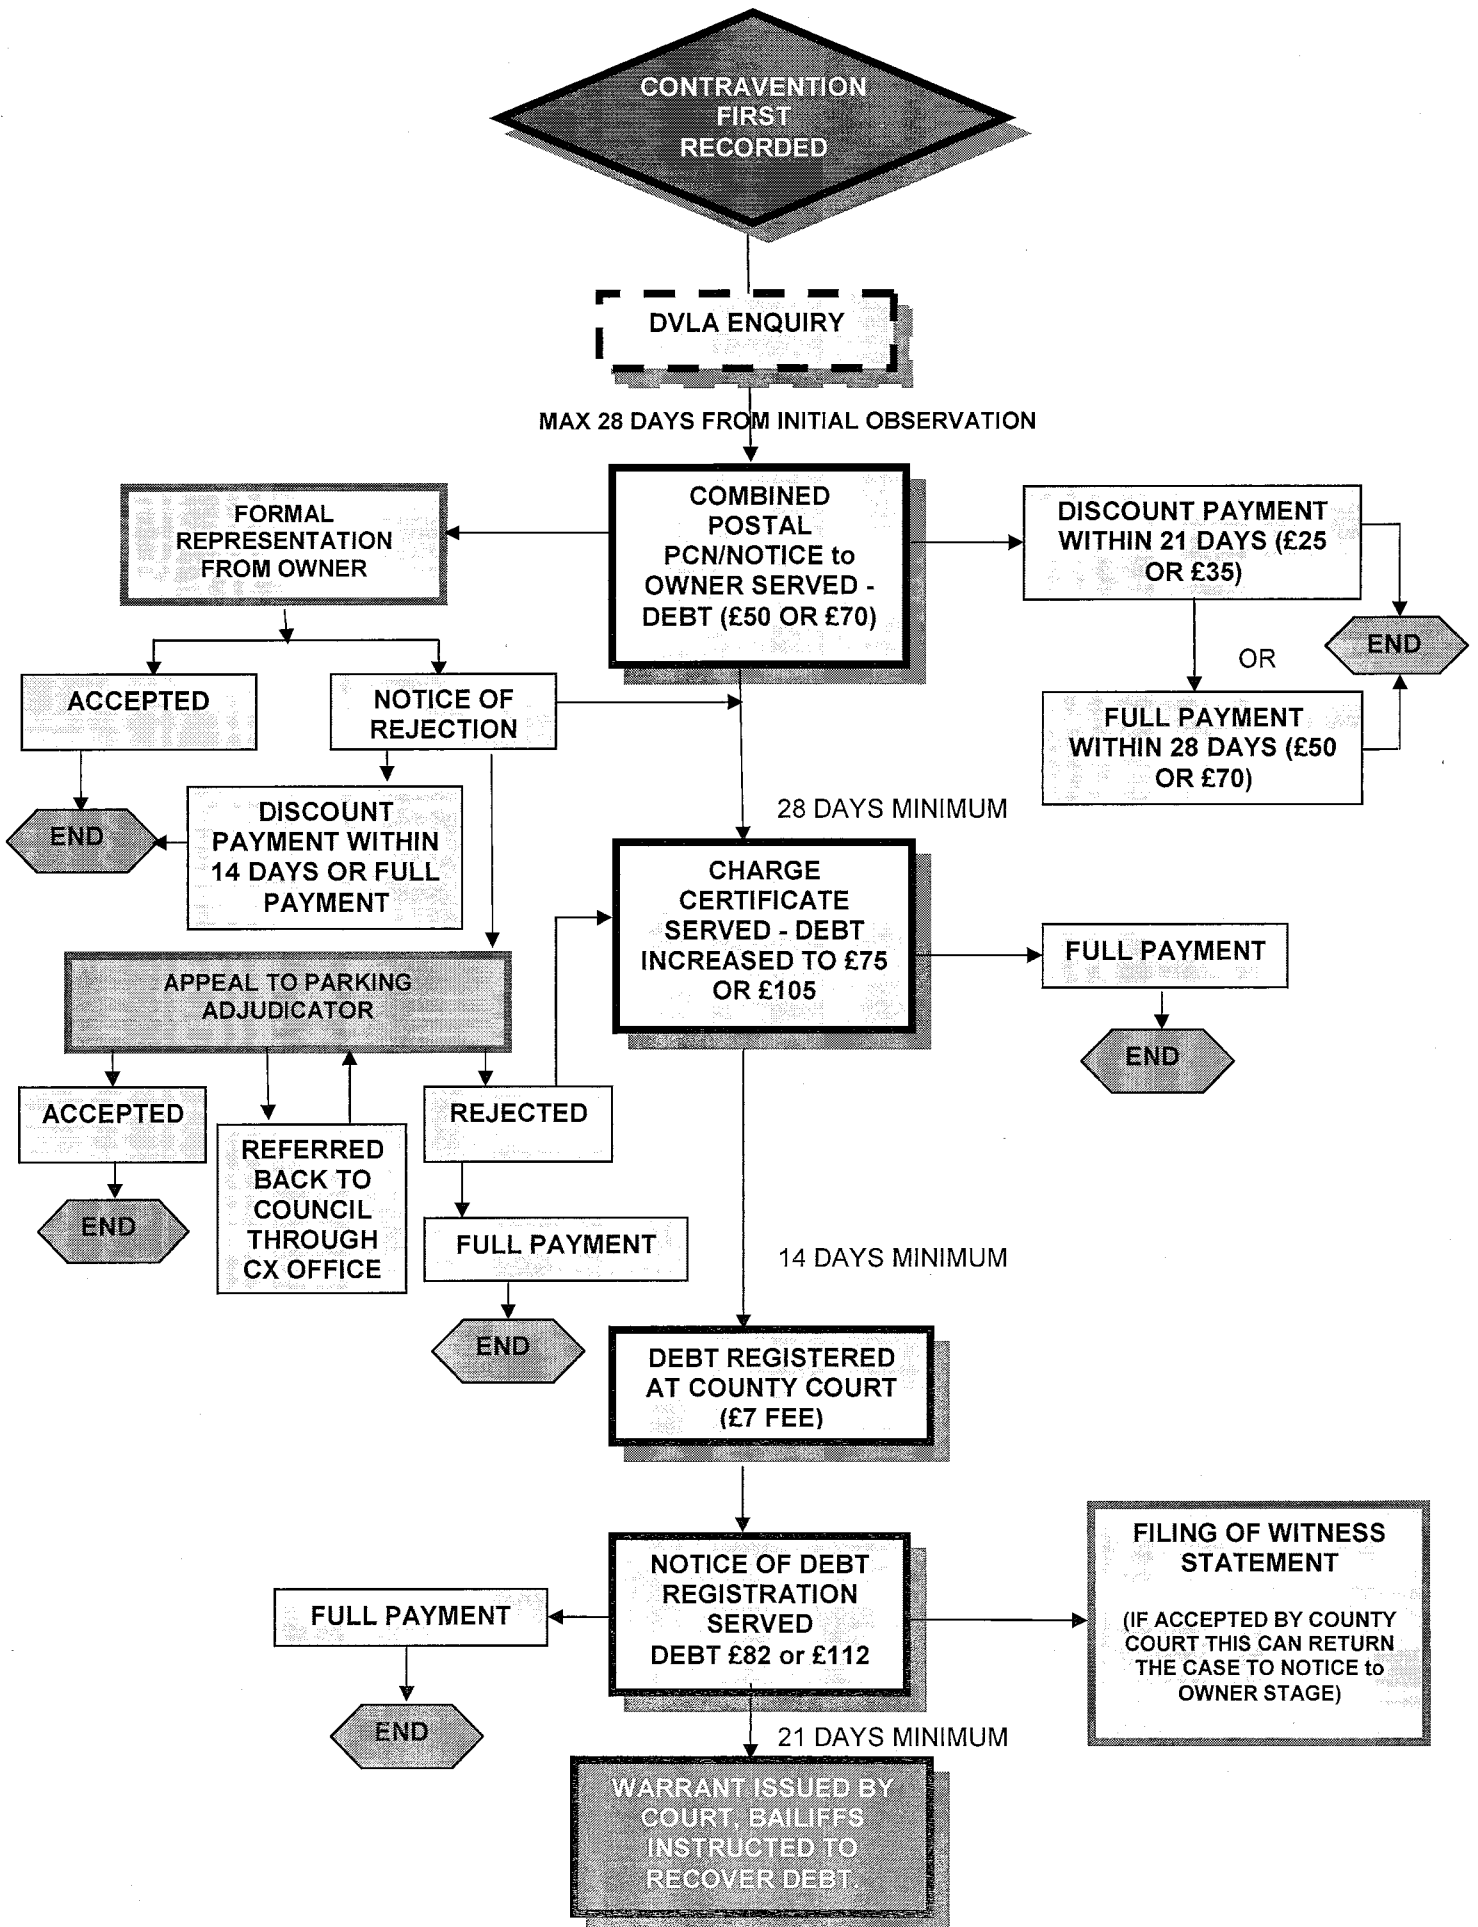 CONTRAVENTION
FIRST
RECORDED
DVLA ENQUIRY
MAX 28 DAYS FROM INITIAL OBSERVATION
COMBINED
POSTAL
PCN/NOTICE to
OWNER SERVED -
DEBT (£50 OR £70)
FORMAL
REPRESENTATION
FROM OWNER
DISCOUNT PAYMENT
WITHIN 21 DAYS (£25
OR £35)
END
OR
FULL PAYMENT
WITHIN 28 DAYS (£50
OR £70)
ACCEPTED
NOTICE OF
REJECTION
END
DISCOUNT
PAYMENT WITHIN
14 DAYS OR FULL
PAYMENT
28 DAYS MINIMUM
CHARGE
CERTIFICATE
SERVED - DEBT
INCREASED TO £75
OR £105
FULL PAYMENT
END
APPEAL TO PARKING
ADJUDICATOR
ACCEPTED
END
REFERRED
BACK TO
COUNCIL
THROUGH
CX OFFICE
REJECTED
FULL PAYMENT
END
14 DAYS MINIMUM
DEBT REGISTERED
AT COUNTY COURT
(£7 FEE)
NOTICE OF DEBT
REGISTRATION
SERVED
DEBT £82 or £112
FULL PAYMENT
END
FILING OF WITNESS
STATEMENT
(IF ACCEPTED BY COUNTY
COURT THIS CAN RETURN
THE CASE TO NOTICE to
OWNER STAGE)
21 DAYS MINIMUM
WARRANT ISSUED BY
COURT, BAILIFFS
INSTRUCTED TO
RECOVER DEBT.